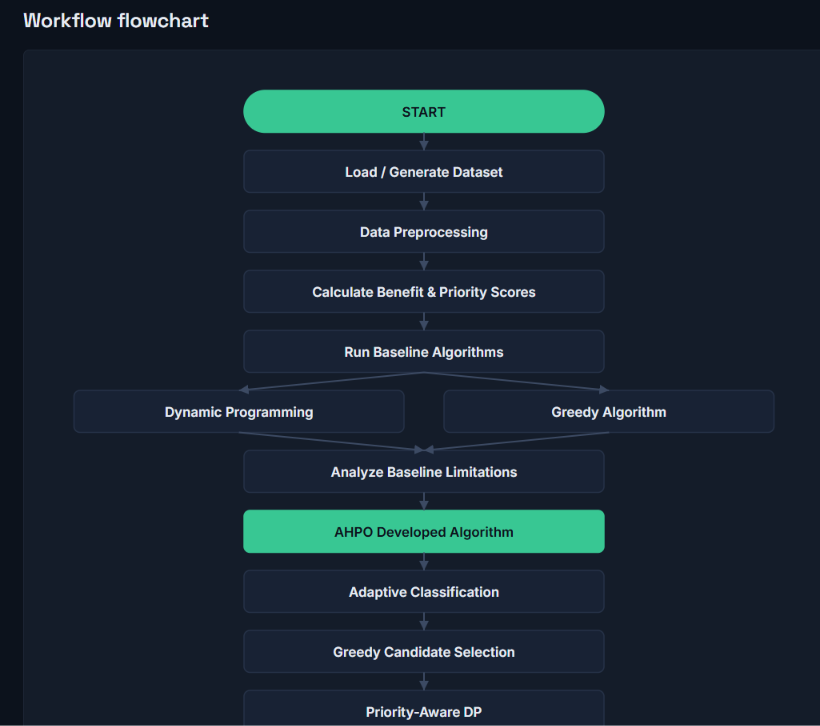 Workflow flowchart
START
Load / Generate Dataset
Data Preprocessing
Calculate Benefit & Priority Scores
Run Baseline Algorithms
Dynamic Programming
Greedy Algorithm
Analyze Baseline Limitations
AHPO Developed Algorithm
Adaptive Classification
Greedy Candidate Selection
Priority-Aware DP